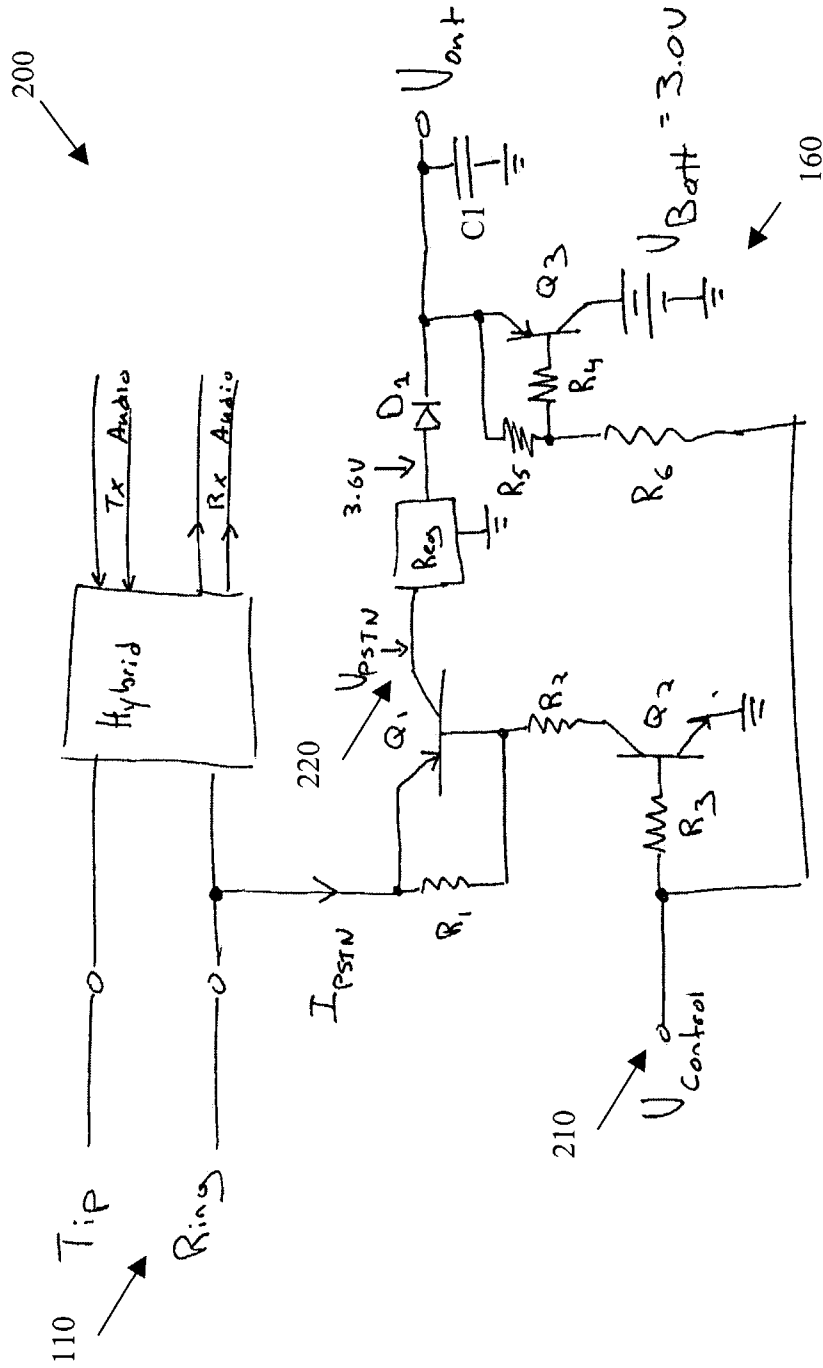 200
110
Tip
Ring
Hybrid
Tx Audio
Rx Audio
I PSTN
R1
Q1
220
VPSTN
Reg
3.6V
D1
Vout
C1
R2
Q2
R3
R5
R4
R6
Q3
VBatt = 3.0V
160
210
Vcontrol